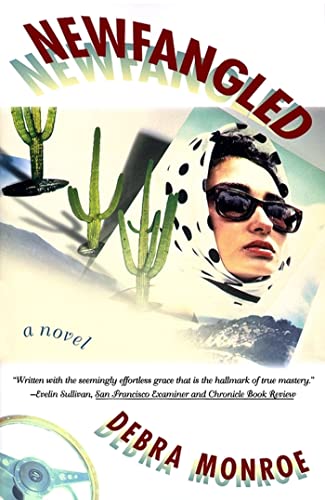 NEWFANGLED
a novel
"Written with the seemingly effortless grace that is the hallmark of true mastery."
—Evelin Sullivan, San Francisco Examiner and Chronicle Book Review
DEBRA MONROE